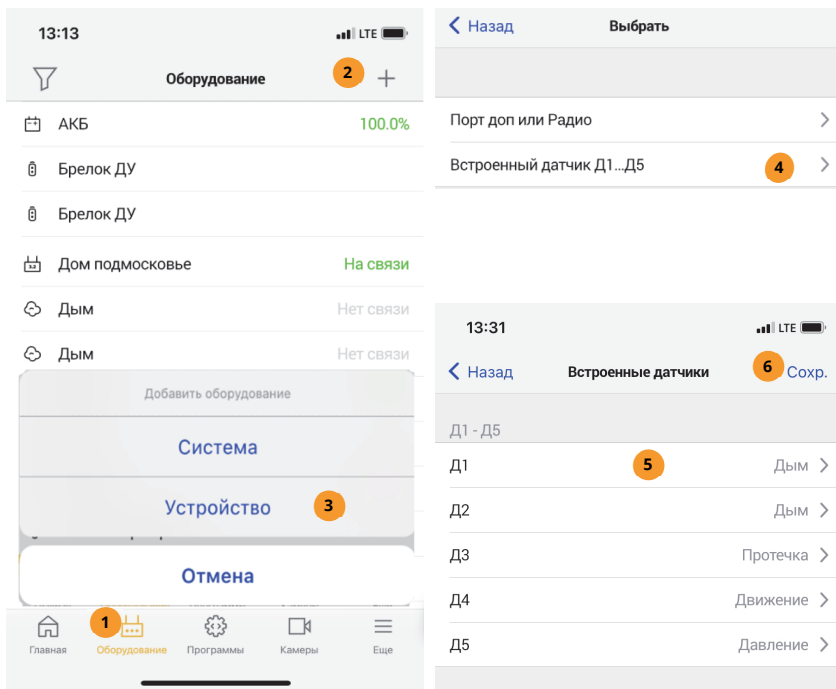 13:13
LTE
Оборудование
2
АКБ 100.0%
Брелок ДУ
Брелок ДУ
Дом подмосковье На связи
Дым Нет связи
Дым Нет связи
Добавить оборудование
Система
Устройство 3
Отмена
1
Главная Оборудование Программы Камеры Еще
Назад Выбрать
Порт доп или Радио
Встроенный датчик Д1...Д5 4
13:31 LTE
Назад Встроенные датчики 6 Сохр.
Д1 - Д5
Д1 5 Дым
Д2 Дым
Д3 Протечка
Д4 Движение
Д5 Давление